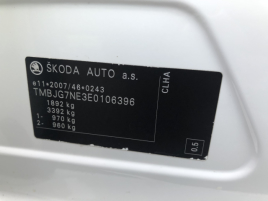 ŠKODA AUTO a.s.
e11*2007/46*0243
TMBJG7NE3E0106396
1892 kg
3392 kg
1- 970 kg
2- 960 kg
CLHA
0.5